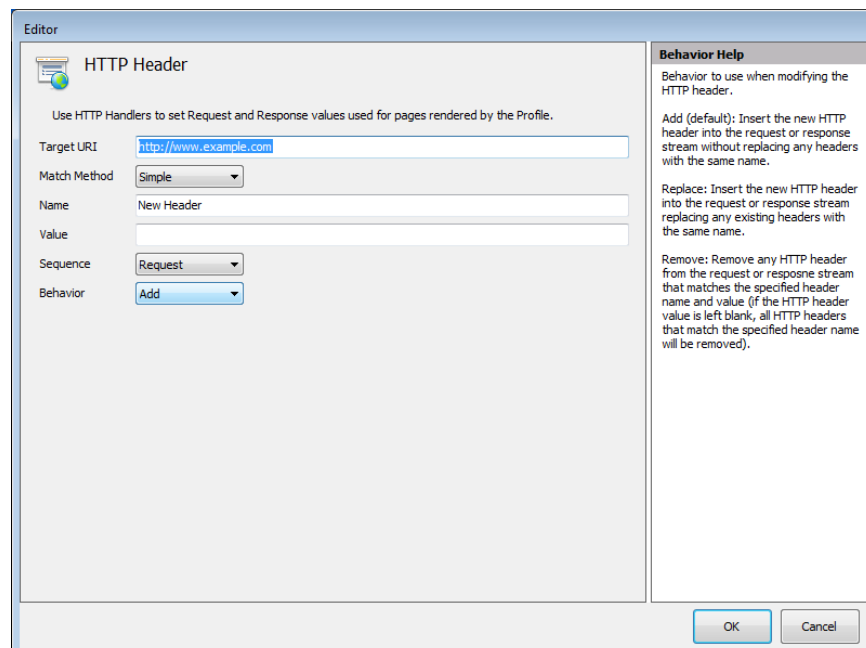 Editor
HTTP Header
Use HTTP Handlers to set Request and Response values used for pages rendered by the Profile.
Target URI
http://www.example.com
Match Method
Simple
Name
New Header
Value
Sequence
Request
Behavior
Add
Behavior Help
Behavior to use when modifying the
HTTP header.
Add (default): Insert the new HTTP
header into the request or response
stream without replacing any headers
with the same name.
Replace: Insert the new HTTP header
into the request or response stream
replacing any existing headers with
the same name.
Remove: Remove any HTTP header
from the request or resposne stream
that matches the specified header
name and value (if the HTTP header
value is left blank, all HTTP headers
that match the specified header name
will be removed).
OK
Cancel